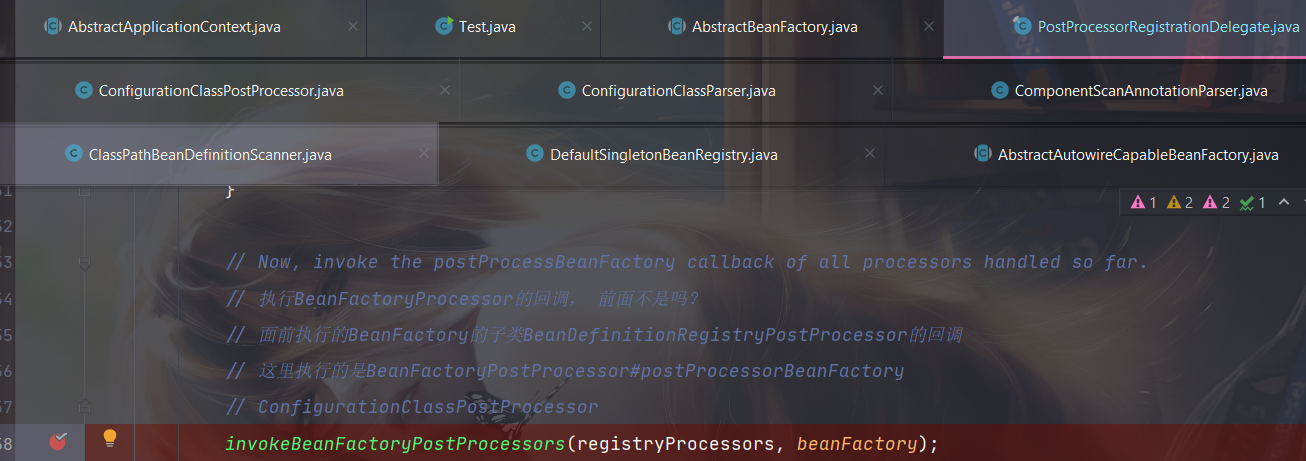 AbstractApplicationContext.java
Test.java
AbstractBeanFactory.java
PostProcessorRegistrationDelegate.java
ConfigurationClassPostProcessor.java
ConfigurationClassParser.java
ComponentScanAnnotationParser.java
ClassPathBeanDefinitionScanner.java
DefaultSingletonBeanRegistry.java
AbstractAutowireCapableBeanFactory.java
51 }
1 2 2 1
52
53 // Now, invoke the postProcessBeanFactory callback of all processors handled so far.
54 // 执行BeanFactoryProcessor的回调, 前面不是吗?
55 // 面前执行的BeanFactory的子类BeanDefinitionRegistryPostProcessor的回调
56 // 这里执行的是BeanFactoryPostProcessor#postProcessorBeanFactory
57 // ConfigurationClassPostProcessor
58 invokeBeanFactoryPostProcessors(registryProcessors, beanFactory);